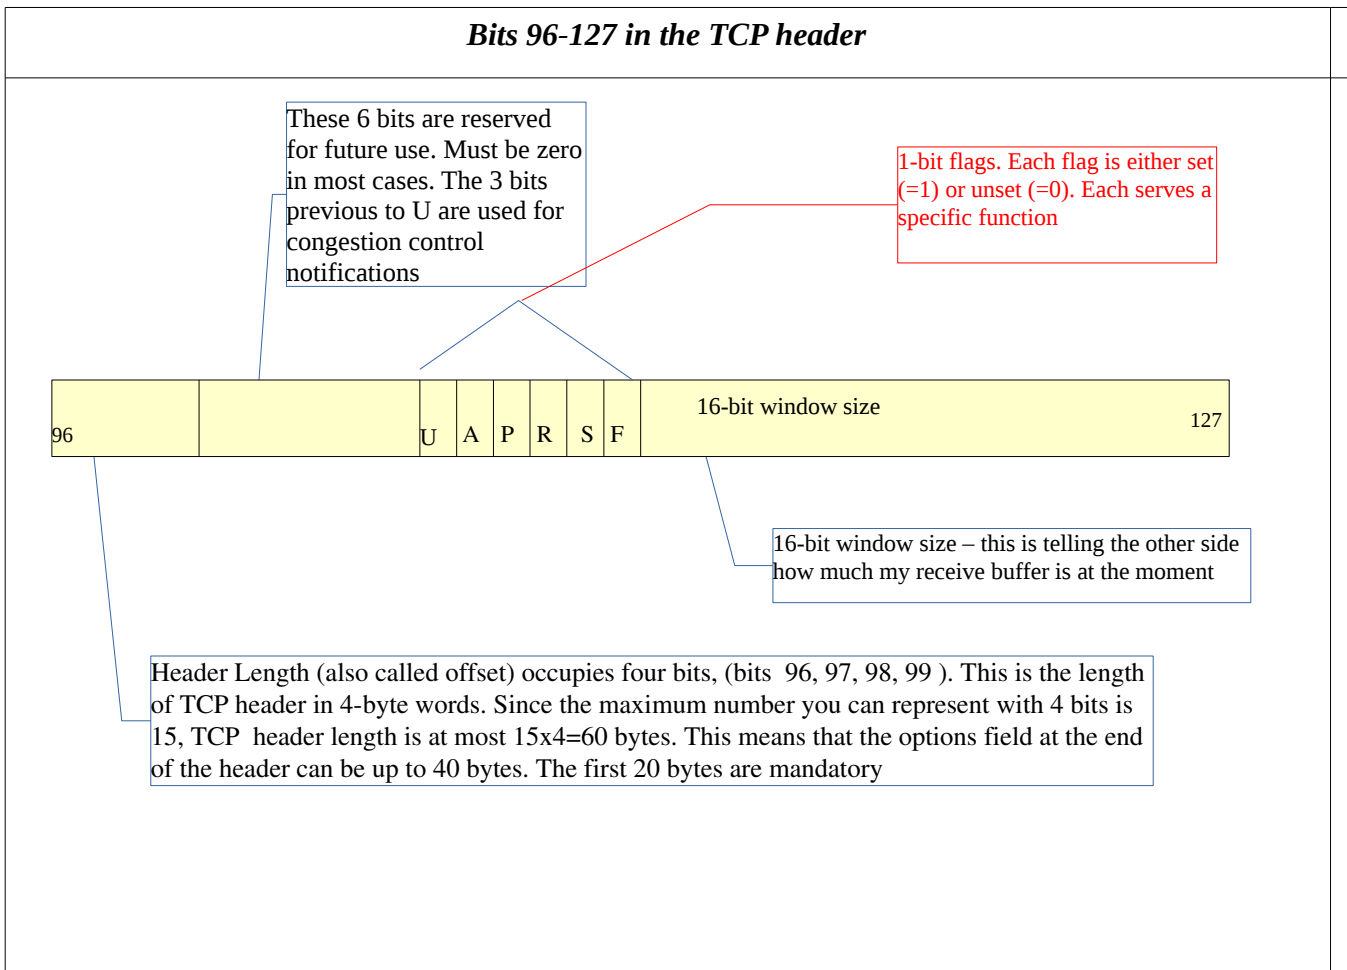 Bits 96-127 in the TCP header
These 6 bits are reserved
for future use. Must be zero
in most cases. The 3 bits
previous to U are used for
congestion control
notifications
1-bit flags. Each flag is either set
(=1) or unset (=0). Each serves a
specific function
96
U
A
P
R
S
F
16-bit window size
127
16-bit window size – this is telling the other side
how much my receive buffer is at the moment
Header Length (also called offset) occupies four bits, (bits 96, 97, 98, 99 ). This is the length
of TCP header in 4-byte words. Since the maximum number you can represent with 4 bits is
15, TCP header length is at most 15x4=60 bytes. This means that the options field at the end
of the header can be up to 40 bytes. The first 20 bytes are mandatory